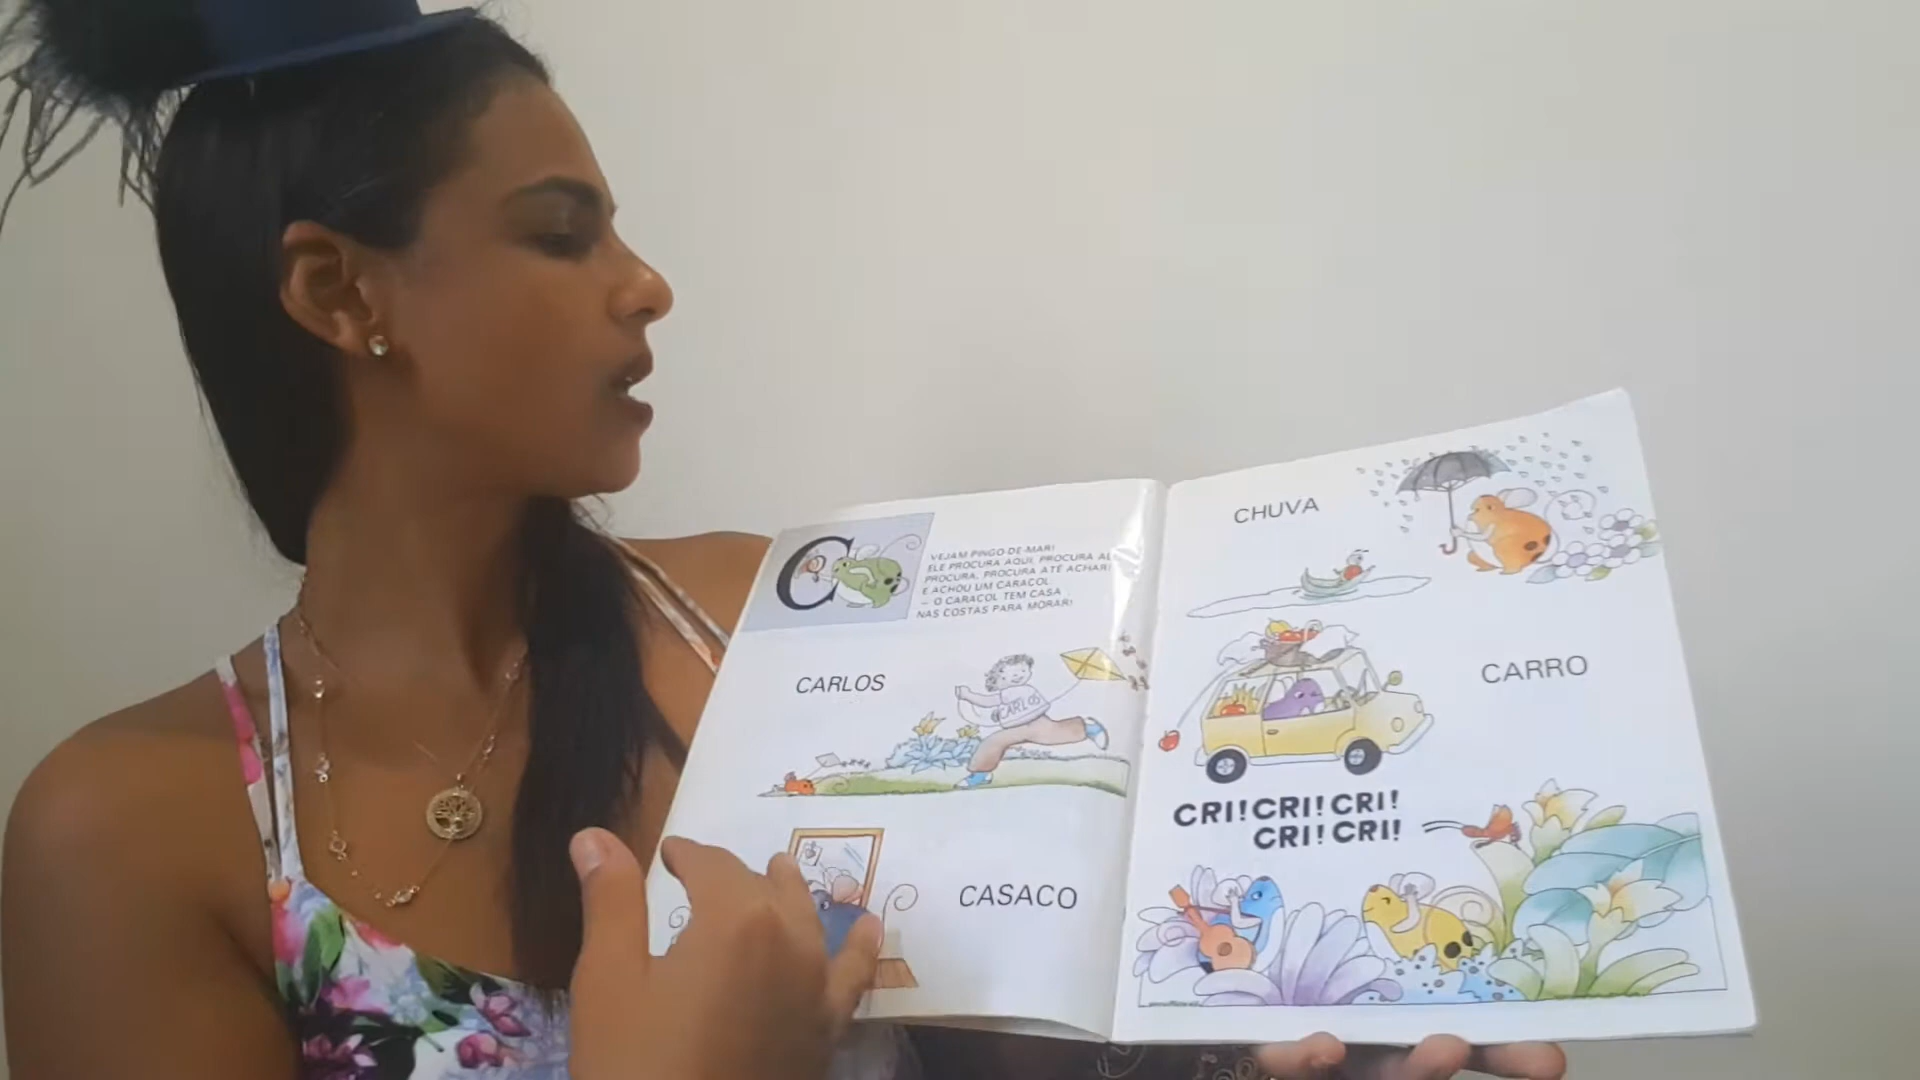 C
VEJAM PINGO-DE-MAR!
ELE PROCURA AQUI, PROCURA ALI
PROCURA, PROCURA ATÉ ACHAR!
E ACHOU UM CARACOL
– O CARACOL TEM CASA
NAS COSTAS PARA MORAR!
CARLOS
CARLOS
CASACO
CHUVA
CARRO
CRI! CRI! CRI!
CRI! CRI!